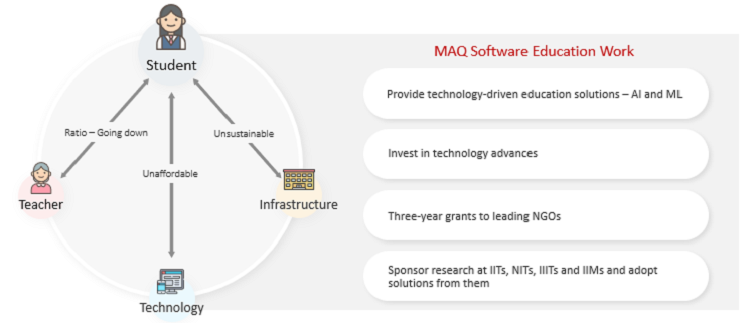 Student
Ratio – Going down
Unsustainable
Unaffordable
Teacher
Infrastructure
Technology
MAQ Software Education Work
Provide technology-driven education solutions – AI and ML
Invest in technology advances
Three-year grants to leading NGOs
Sponsor research at IITs, NITs, IIITs and IIMs and adopt
solutions from them